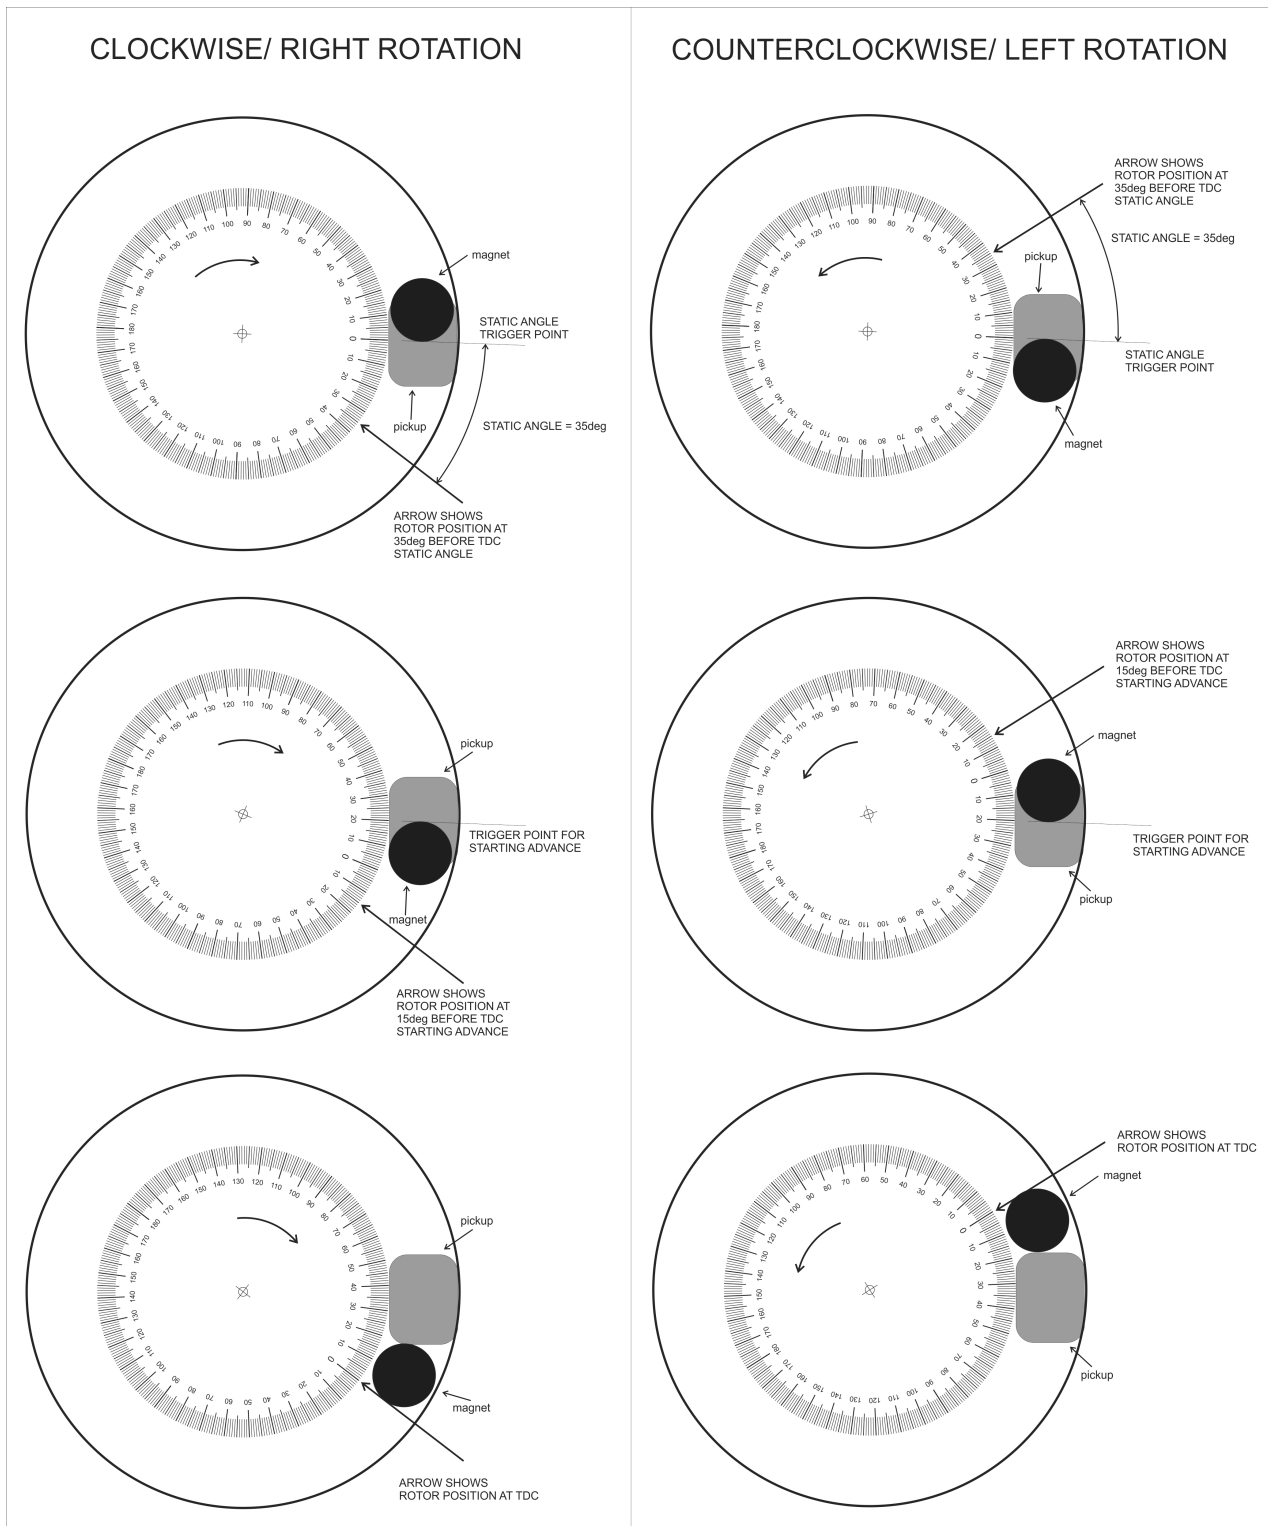 CLOCKWISE/ RIGHT ROTATION
magnet
STATIC ANGLE
TRIGGER POINT
pickup
STATIC ANGLE = 35deg
ARROW SHOWS
ROTOR POSITION AT
35deg BEFORE TDC
STATIC ANGLE
pickup
TRIGGER POINT FOR
STARTING ADVANCE
magnet
ARROW SHOWS
ROTOR POSITION AT
15deg BEFORE TDC
STARTING ADVANCE
pickup
magnet
ARROW SHOWS
ROTOR POSITION AT TDC
COUNTERCLOCKWISE/ LEFT ROTATION
ARROW SHOWS
ROTOR POSITION AT
35deg BEFORE TDC
STATIC ANGLE
STATIC ANGLE = 35deg
pickup
STATIC ANGLE
TRIGGER POINT
magnet
ARROW SHOWS
ROTOR POSITION AT
15deg BEFORE TDC
STARTING ADVANCE
magnet
TRIGGER POINT FOR
STARTING ADVANCE
pickup
ARROW SHOWS
ROTOR POSITION AT TDC
magnet
pickup